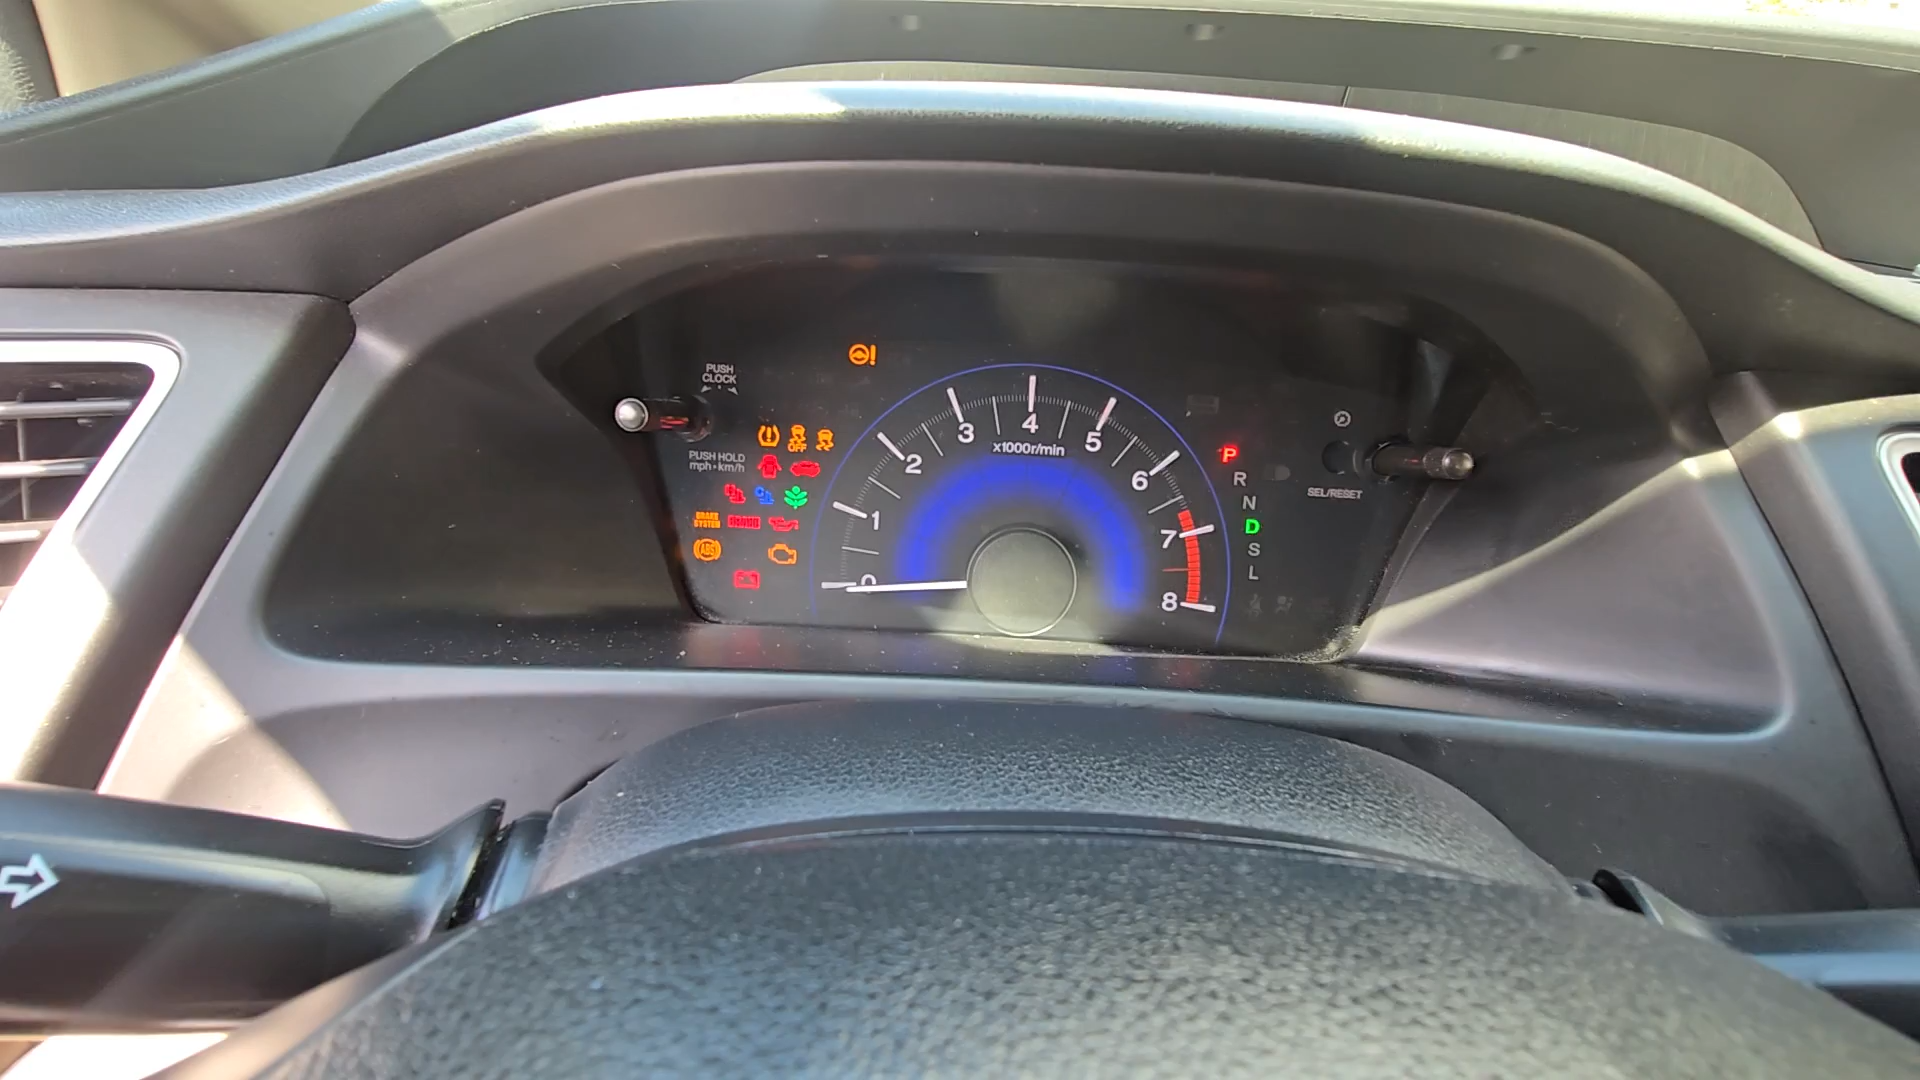 PUSH
CLOCK
PUSH HOLD
mph•km/h
OFF
BRAKE
SYSTEM
ABS
0
1
2
3
4
5
6
7
8
x1000r/min
P
R
N
D
S
L
SEL/RESET